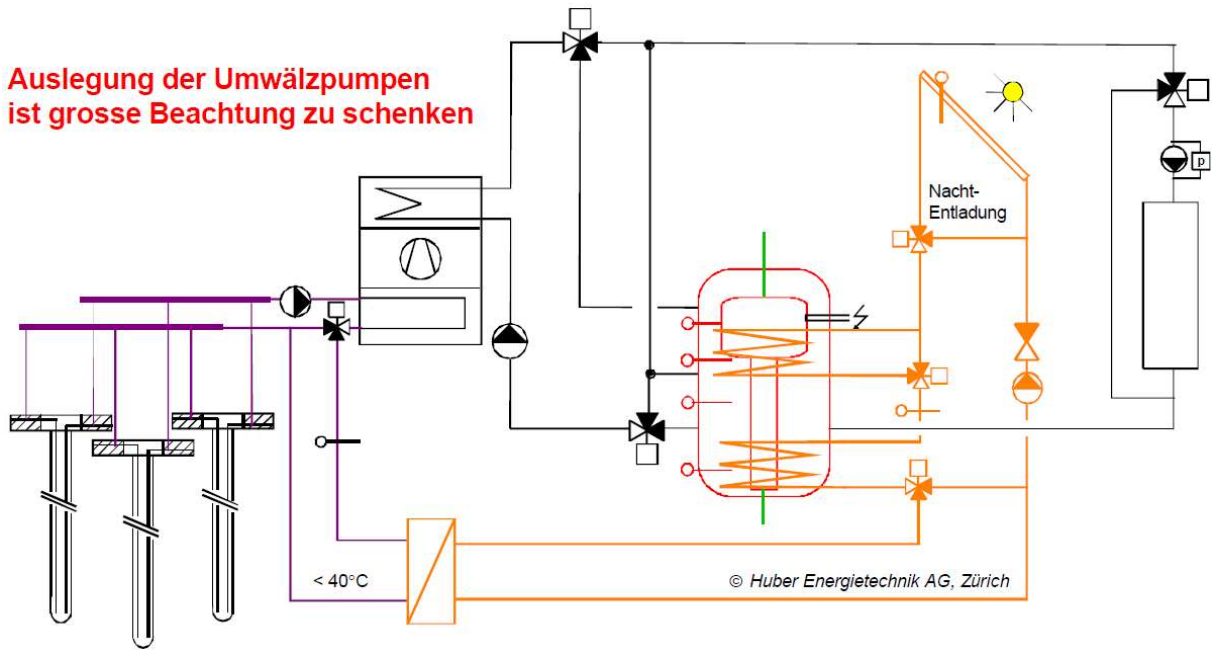 Auslegung der Umwälzpumpen
ist grosse Beachtung zu schenken
Nacht-
Entladung
p
< 40°C
© Huber Energietechnik AG, Zürich